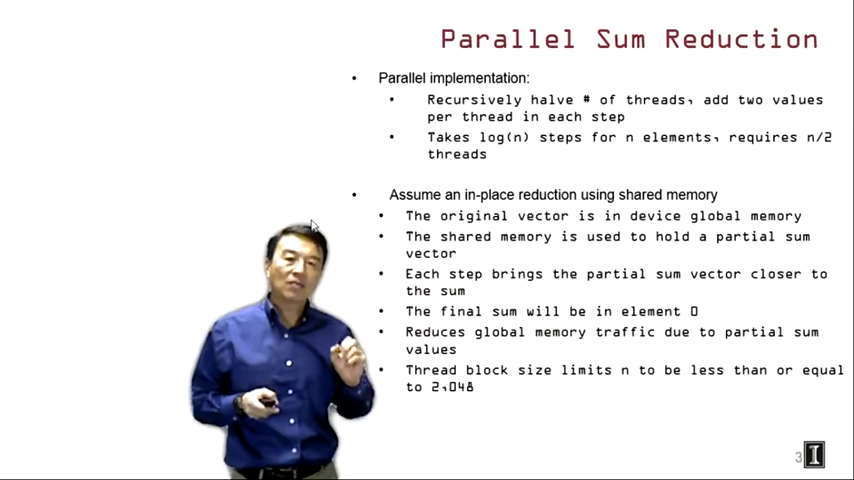 Parallel Sum Reduction
• Parallel implementation:
• Recursively halve # of threads, add two values
per thread in each step
• Takes log(n) steps for n elements, requires n/2
threads
• Assume an in-place reduction using shared memory
• The original vector is in device global memory
• The shared memory is used to hold a partial sum
vector
• Each step brings the partial sum vector closer to
the sum
• The final sum will be in element 0
• Reduces global memory traffic due to partial sum
values
• Thread block size limits n to be less than or equal
to 2,048
3 I